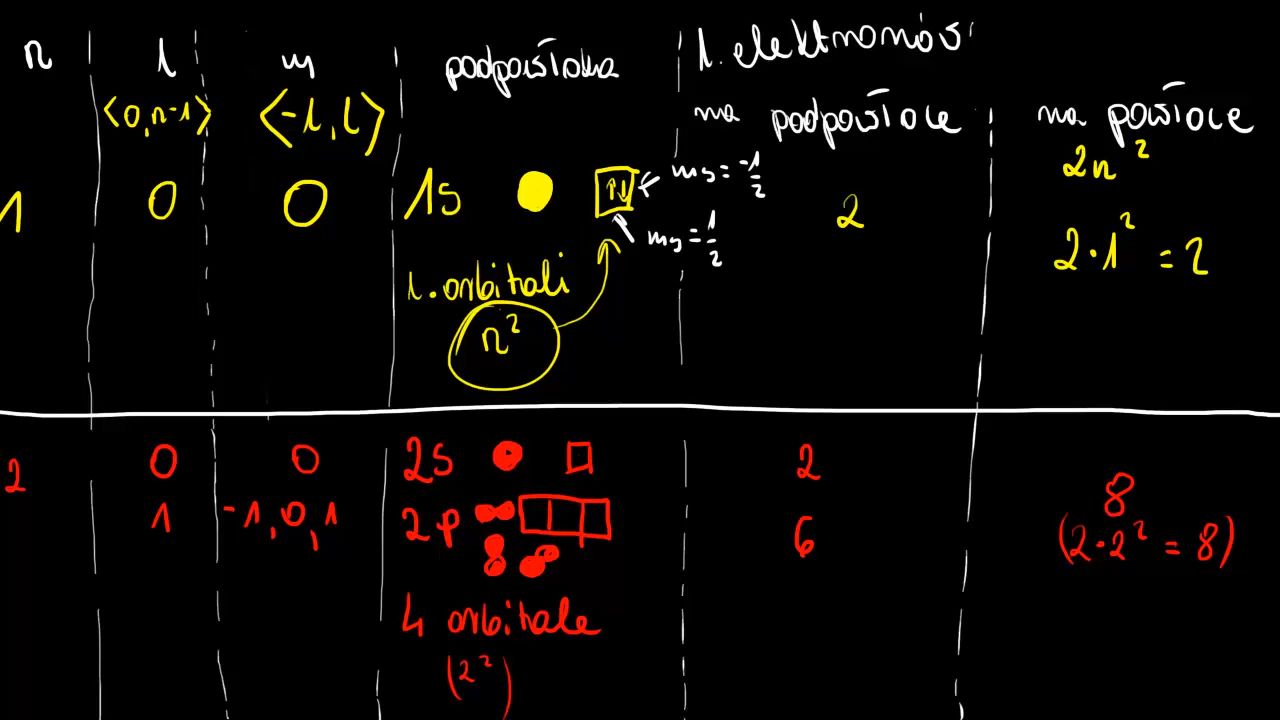 n l m podpowłoka l. elektronów
<0, n-1> <-l, l> na podpowłoce na powłoce
2n²
1 0 0 1s ↑↓ ms = -1/2 2
ms = 1/2 2·1² = 2
l. orbitali
n²
2 0 0 2s 2
1 -1, 0, 1 2p 6 8
(2·2² = 8)
4 orbitale
(2²)